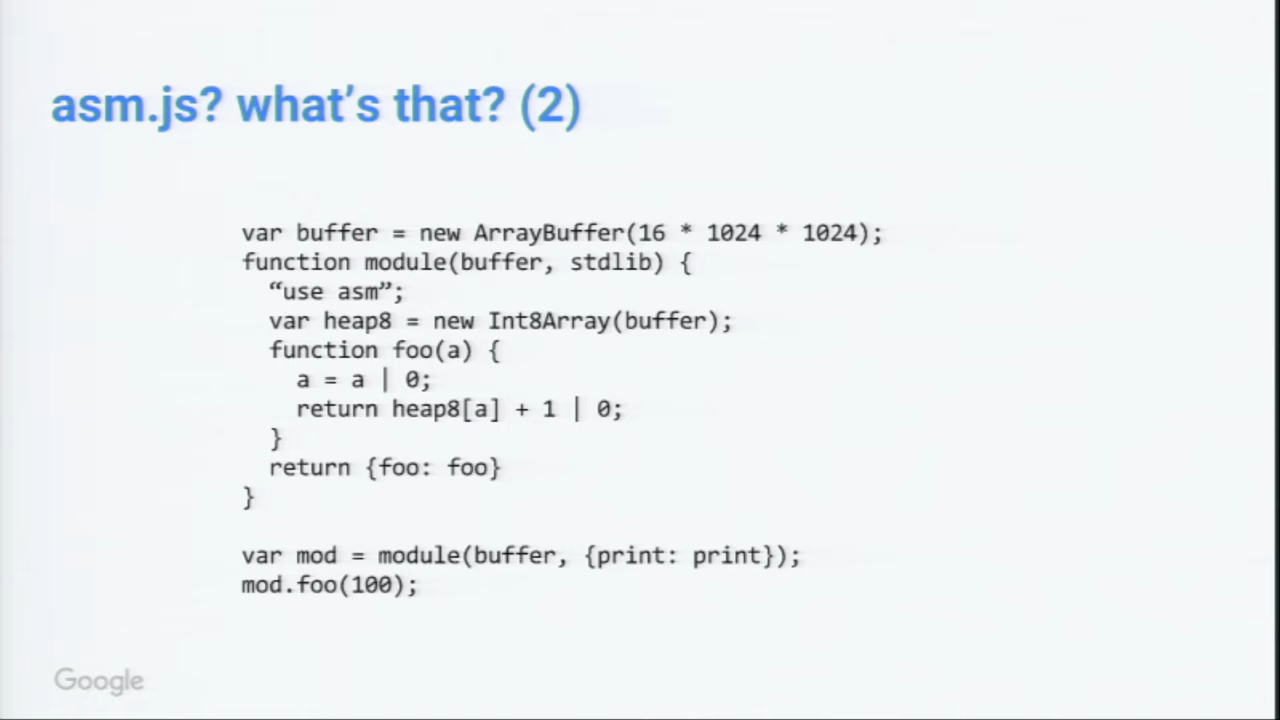 asm.js? what’s that? (2)
var buffer = new ArrayBuffer(16 * 1024 * 1024);
function module(buffer, stdlib) {
  “use asm”;
  var heap8 = new Int8Array(buffer);
  function foo(a) {
    a = a | 0;
    return heap8[a] + 1 | 0;
  }
  return {foo: foo}
}
var mod = module(buffer, {print: print});
mod.foo(100);
Google